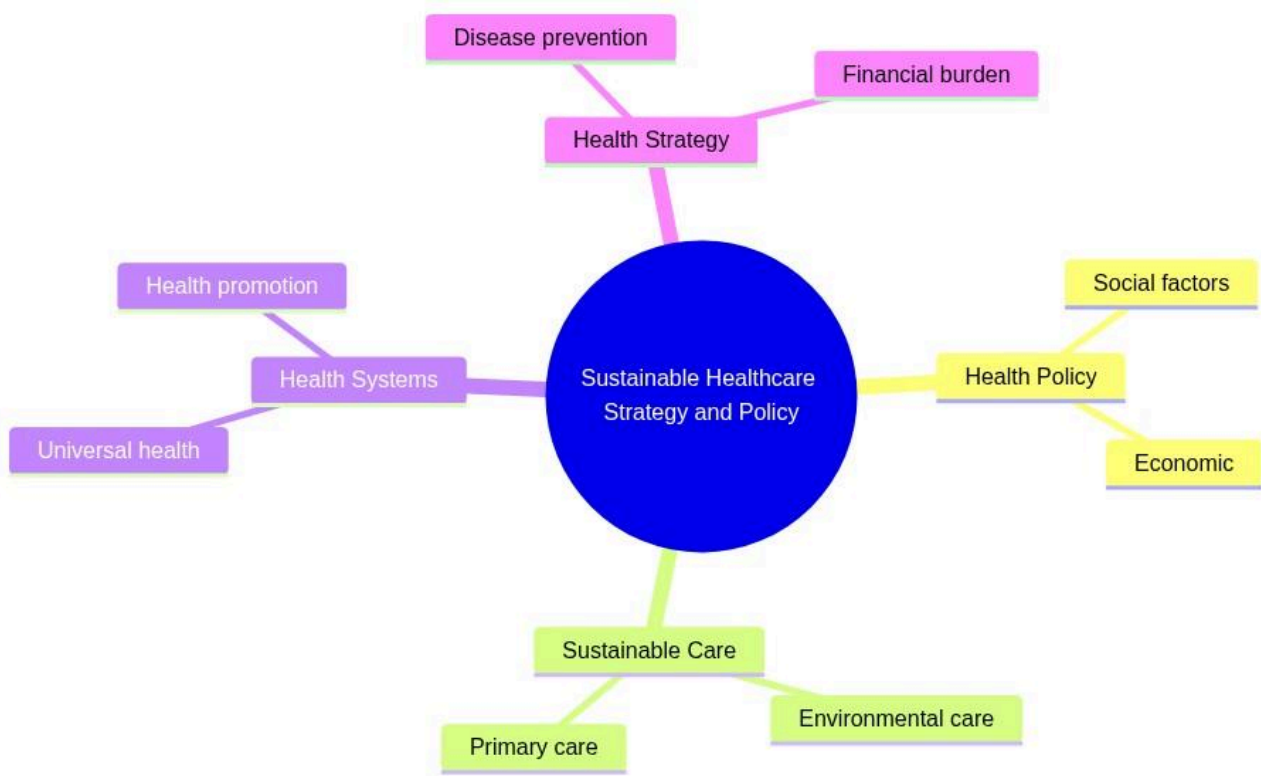 Disease prevention
Financial burden
Health Strategy
Health promotion
Social factors
Health Systems
Sustainable Healthcare
Strategy and Policy
Health Policy
Universal health
Economic
Sustainable Care
Environmental care
Primary care